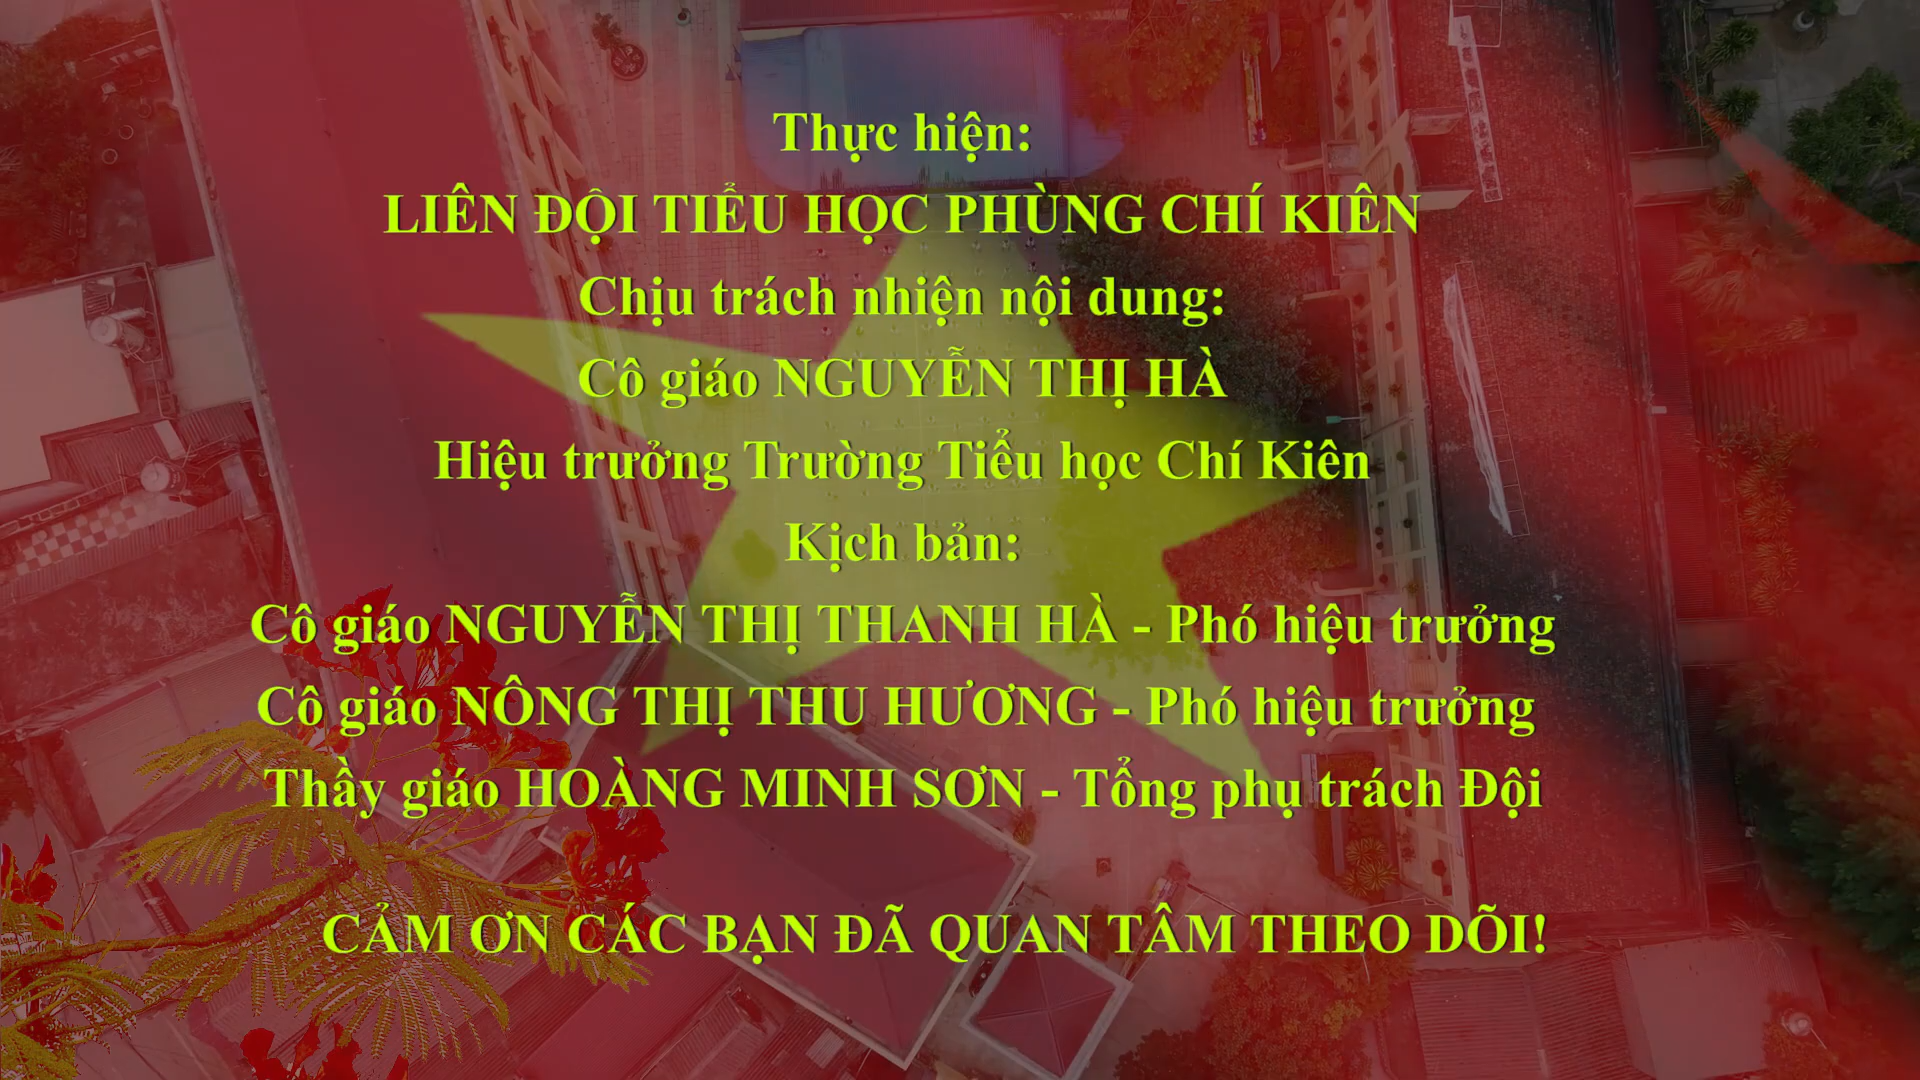 Thực hiện:
LIÊN ĐỘI TIỂU HỌC PHÙNG CHÍ KIÊN
Chịu trách nhiện nội dung:
Cô giáo NGUYỄN THỊ HÀ
Hiệu trưởng Trường Tiểu học Chí Kiên
Kịch bản:
Cô giáo NGUYỄN THỊ THANH HÀ - Phó hiệu trưởng
Cô giáo NÔNG THỊ THU HƯƠNG - Phó hiệu trưởng
Thầy giáo HOÀNG MINH SƠN - Tổng phụ trách Đội
CẢM ƠN CÁC BẠN ĐÃ QUAN TÂM THEO DÕI!